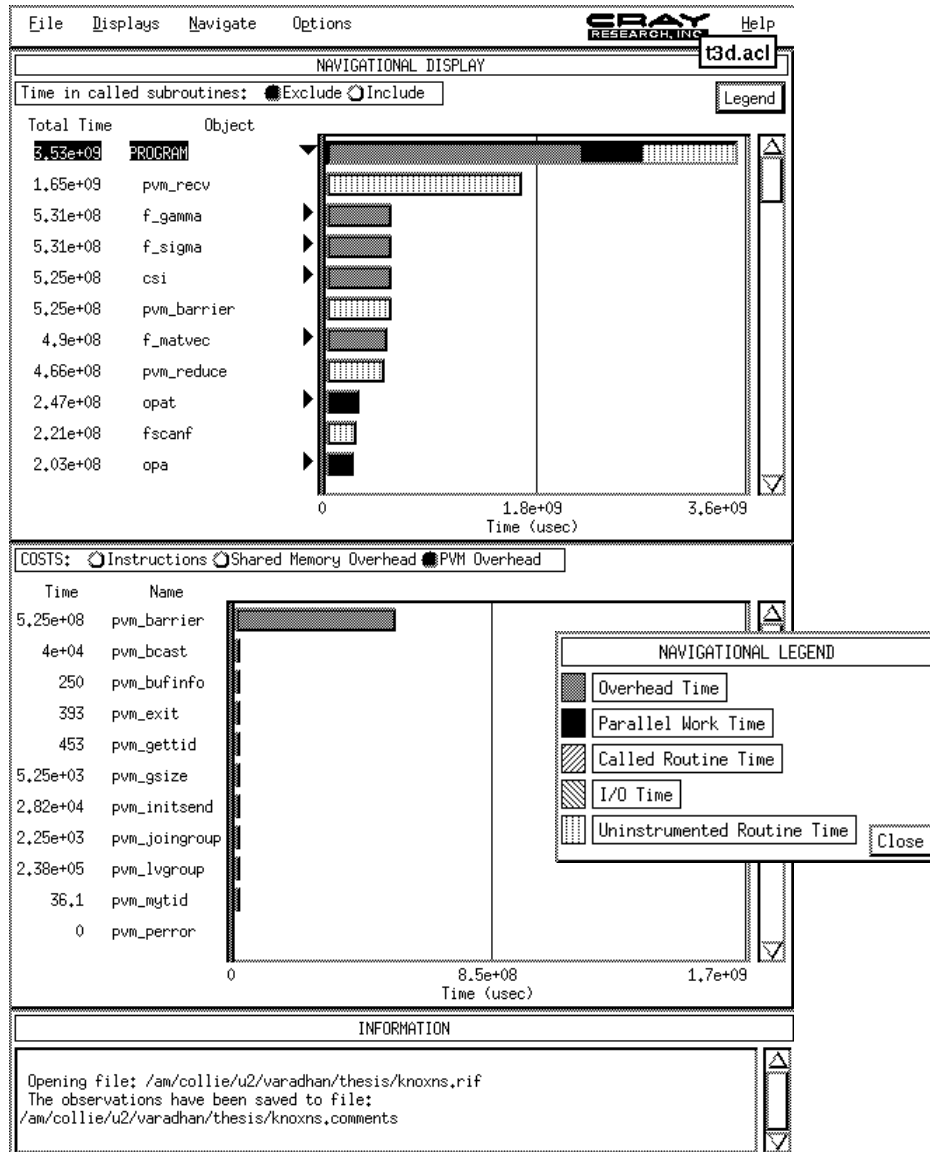 File Displays Navigate Options CRAY RESEARCH, INC Help
t3d.acl
NAVIGATIONAL DISPLAY
Time in called subroutines: Exclude Include
Legend
Total Time Object
3.53e+09 PROGRAM
1.65e+09 pvm_recv
5.31e+08 f_gamma
5.31e+08 f_sigma
5.25e+08 csi
5.25e+08 pvm_barrier
4.9e+08 f_matvec
4.66e+08 pvm_reduce
2.47e+08 opat
2.21e+08 fscanf
2.03e+08 opa
0 1.8e+09 3.6e+09
Time (usec)
COSTS: Instructions Shared Memory Overhead PVM Overhead
Time Name
5.25e+08 pvm_barrier
4e+04 pvm_bcast
250 pvm_bufinfo
393 pvm_exit
453 pvm_gettid
5.25e+03 pvm_gsize
2.82e+04 pvm_initsend
2.25e+03 pvm_joingroup
2.38e+05 pvm_lvgroup
36.1 pvm_mytid
0 pvm_perror
0 8.5e+08 1.7e+09
Time (usec)
NAVIGATIONAL LEGEND
Overhead Time
Parallel Work Time
Called Routine Time
I/O Time
Uninstrumented Routine Time
Close
INFORMATION
Opening file: /am/collie/u2/varadhan/thesis/knoxns.rif
The observations have been saved to file:
/am/collie/u2/varadhan/thesis/knoxns.comments